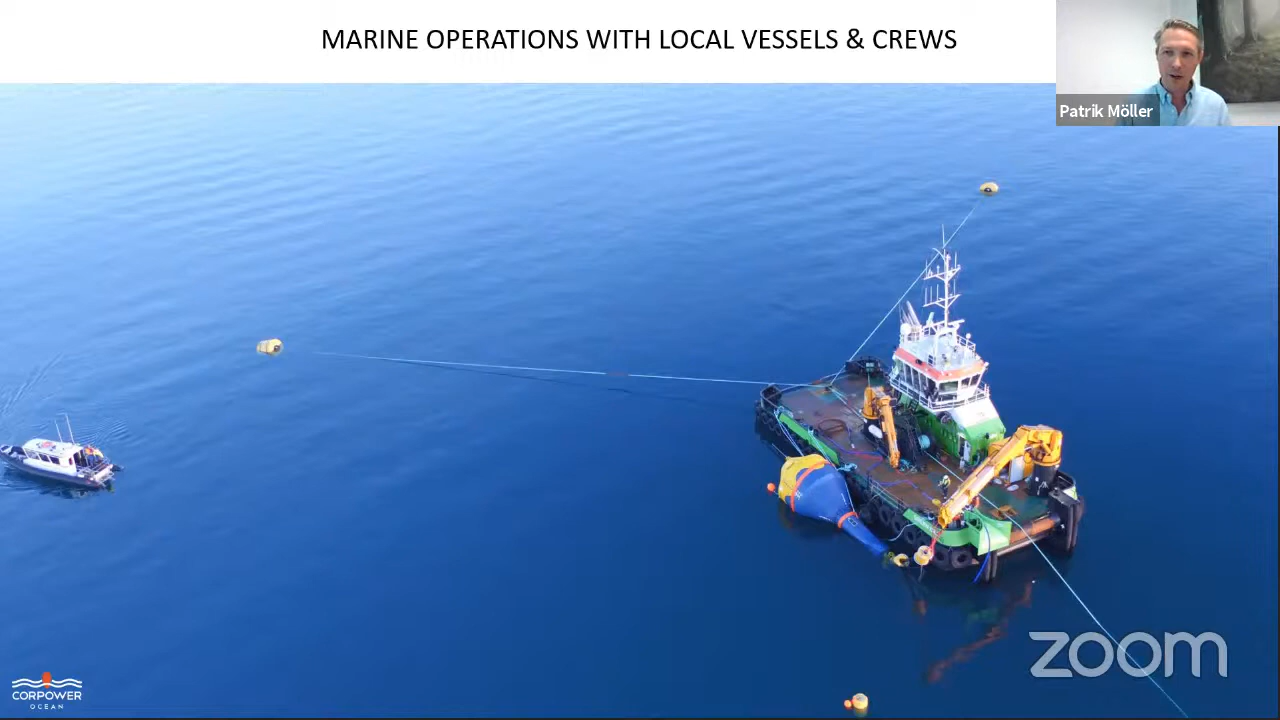 MARINE OPERATIONS WITH LOCAL VESSELS & CREWS
Patrik Möller
zoom
CORPOWER
OCEAN